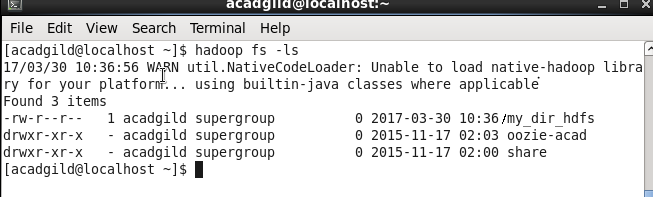 acadgild@localhost:~
File Edit View Search Terminal Help
[acadgild@localhost ~]$ hadoop fs -ls
17/03/30 10:36:56 WARN util.NativeCodeLoader: Unable to load native-hadoop libra
ry for your platform... using builtin-java classes where applicable
Found 3 items
-rw-r--r-- 1 acadgild supergroup 0 2017-03-30 10:36 /my_dir_hdfs
drwxr-xr-x - acadgild supergroup 0 2015-11-17 02:03 oozie-acad
drwxr-xr-x - acadgild supergroup 0 2015-11-17 02:00 share
[acadgild@localhost ~]$